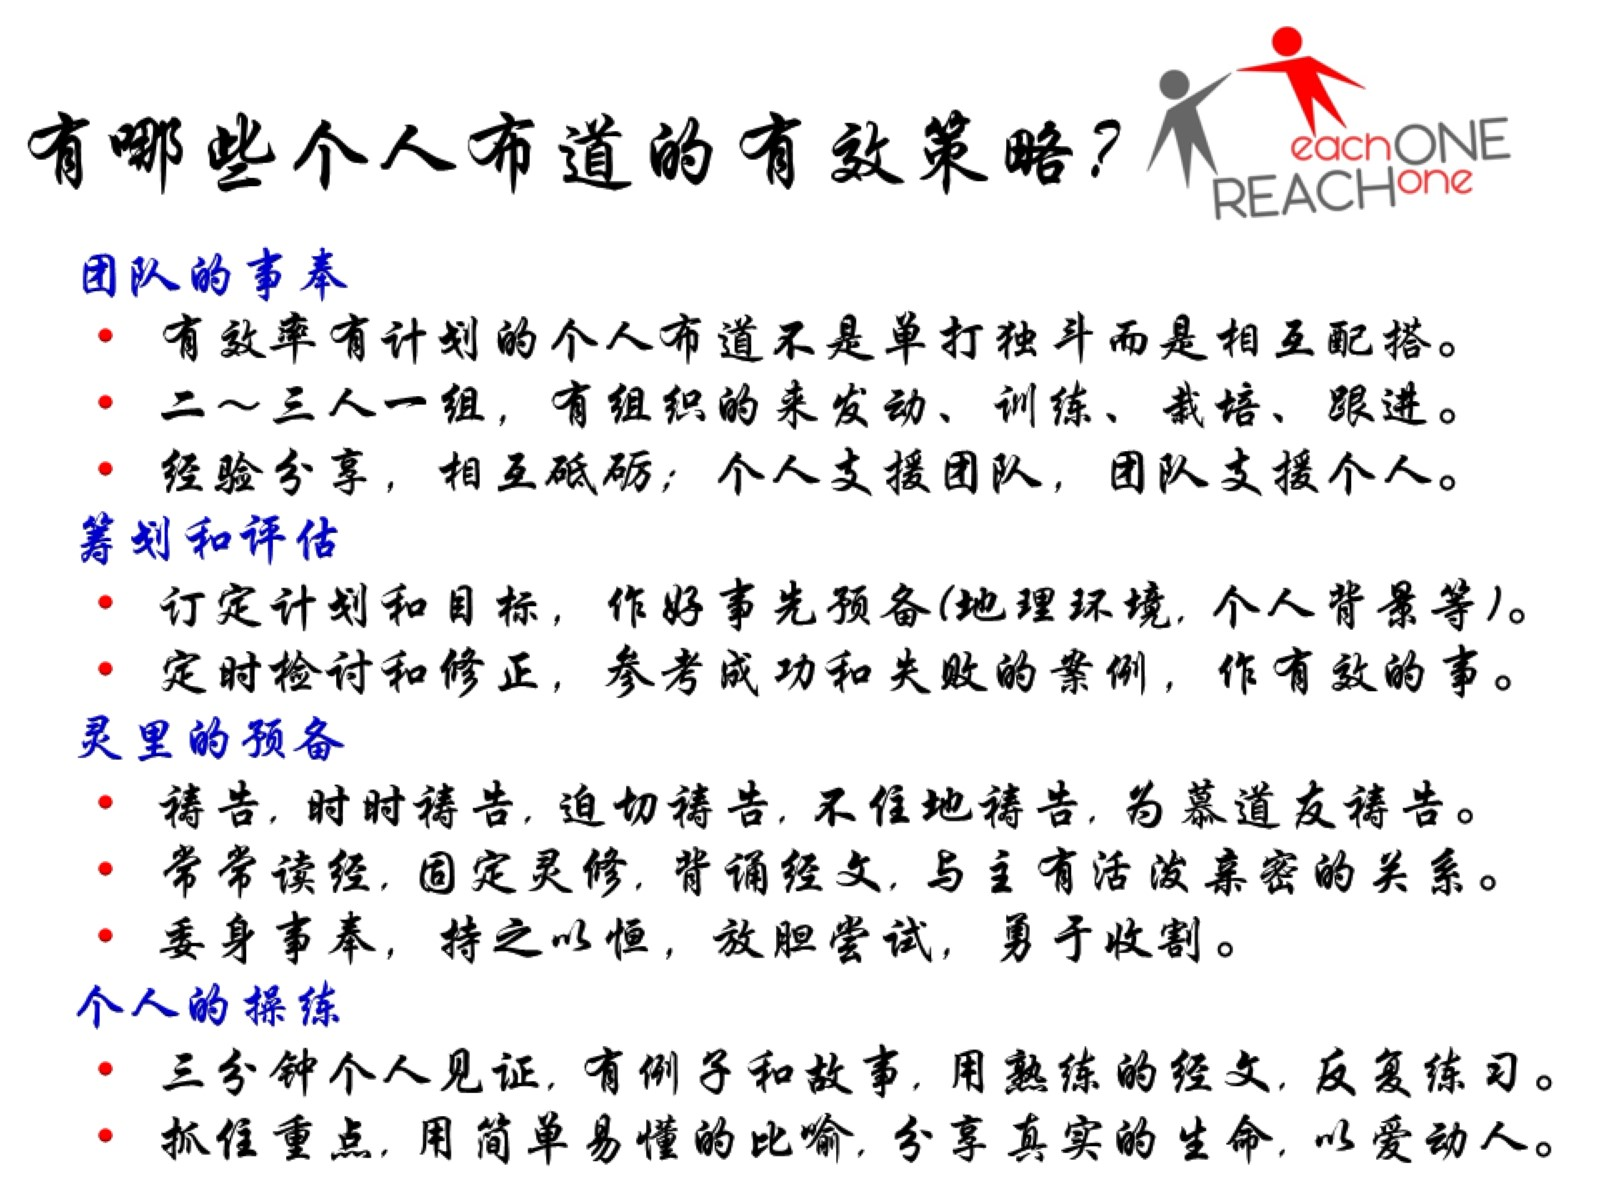 有哪些个人布道的有效策略?
eachONE
REACHone
团队的事奉
• 有效率有计划的个人布道不是单打独斗而是相互配搭。
• 二～三人一组，有组织的来发动、训练、栽培、跟进。
• 经验分享，相互砥砺；个人支援团队，团队支援个人。
筹划和评估
• 订定计划和目标，作好事先预备(地理环境, 个人背景等)。
• 定时检讨和修正，参考成功和失败的案例，作有效的事。
灵里的预备
• 祷告, 时时祷告, 迫切祷告, 不住地祷告, 为慕道友祷告。
• 常常读经, 固定灵修, 背诵经文, 与主有活泼亲密的关系。
• 委身事奉，持之以恒，放胆尝试，勇于收割。
个人的操练
• 三分钟个人见证, 有例子和故事, 用熟练的经文, 反复练习。
• 抓住重点, 用简单易懂的比喻, 分享真实的生命, 以爱动人。